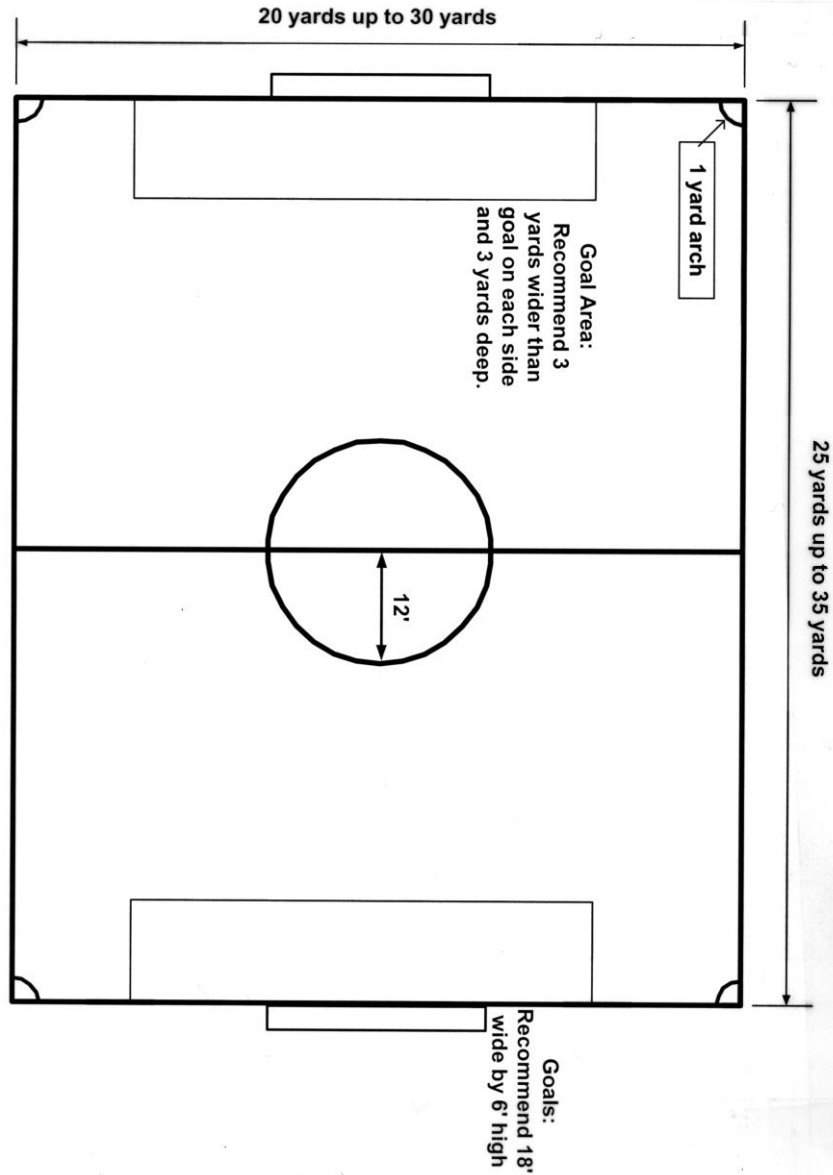 20 yards up to 30 yards
1 yard arch
25 yards up to 35 yards
Goal Area:
Recommend 3
yards wider than
goal on each side
and 3 yards deep.
12'
Goals:
Recommend 18'
wide by 6' high